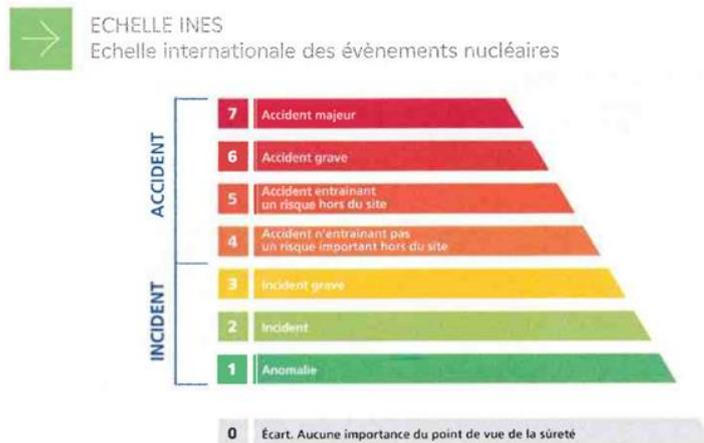 ECHELLE INES
Echelle internationale des évènements nucléaires
ACCIDENT
7 Accident majeur
6 Accident grave
5 Accident entraînant
un risque hors du site
4 Accident n'entraînant pas
un risque important hors du site
INCIDENT
3 Incident grave
2 Incident
1 Anomalie
0 Écart. Aucune importance du point de vue de la sûreté